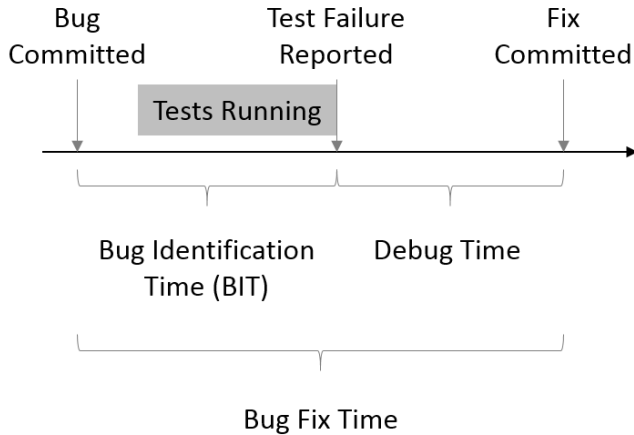 Bug
Committed
Test Failure
Reported
Fix
Committed
Tests Running
Bug Identification
Time (BIT)
Debug Time
Bug Fix Time